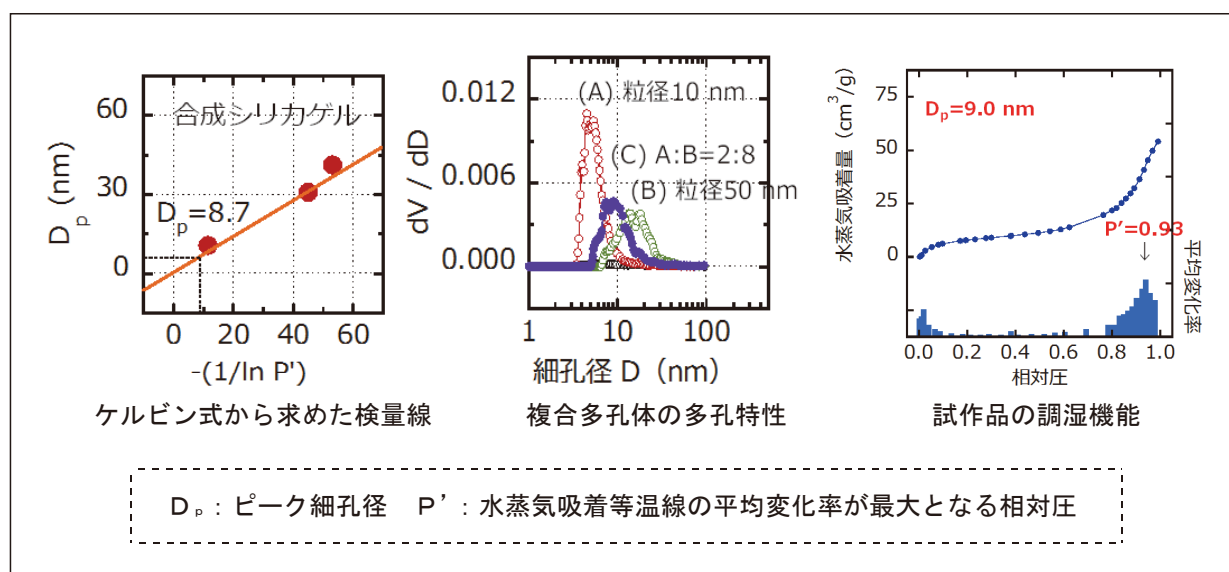 D_p (nm)
60
30
0
合成シリカゲル
D_p=8.7
0 20 40 60
-(1/ln P')
ケルビン式から求めた検量線
dV / dD
0.012
0.006
0.000
(A) 粒径10 nm
(C) A:B=2:8
(B) 粒径50 nm
1 10 100
細孔径 D (nm)
複合多孔体の多孔特性
水蒸気吸着量 (cm³/g)
75
50
25
0
D_p=9.0 nm
P'=0.93
平均変化率
0.0 0.2 0.4 0.6 0.8 1.0
相対圧
試作品の調湿機能
Dₚ：ピーク細孔径　P'：水蒸気吸着等温線の平均変化率が最大となる相対圧